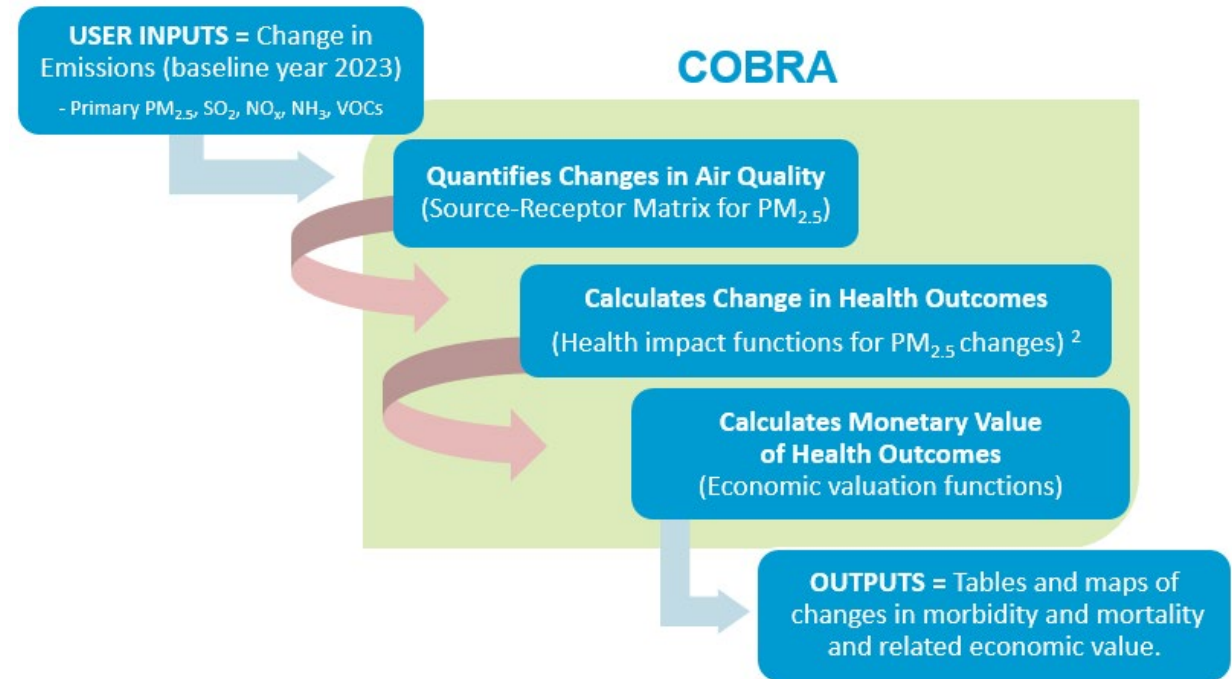 USER INPUTS = Change in
Emissions (baseline year 2023)
- Primary PM₂.₅, SO₂, NOₓ, NH₃, VOCs
COBRA
Quantifies Changes in Air Quality
(Source-Receptor Matrix for PM₂.₅)
Calculates Change in Health Outcomes
(Health impact functions for PM₂.₅ changes) ²
Calculates Monetary Value
of Health Outcomes
(Economic valuation functions)
OUTPUTS = Tables and maps of
changes in morbidity and mortality
and related economic value.